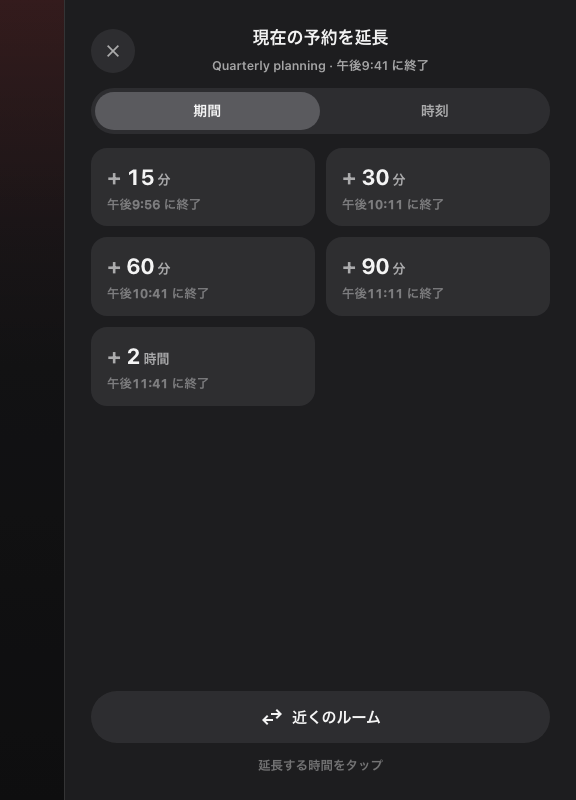 現在の予約を延長
Quarterly planning · 午後9:41 に終了
期間
時刻
+ 15 分
午後9:56 に終了
+ 30 分
午後10:11 に終了
+ 60 分
午後10:41 に終了
+ 90 分
午後11:11 に終了
+ 2 時間
午後11:41 に終了
近くのルーム
延長する時間をタップ